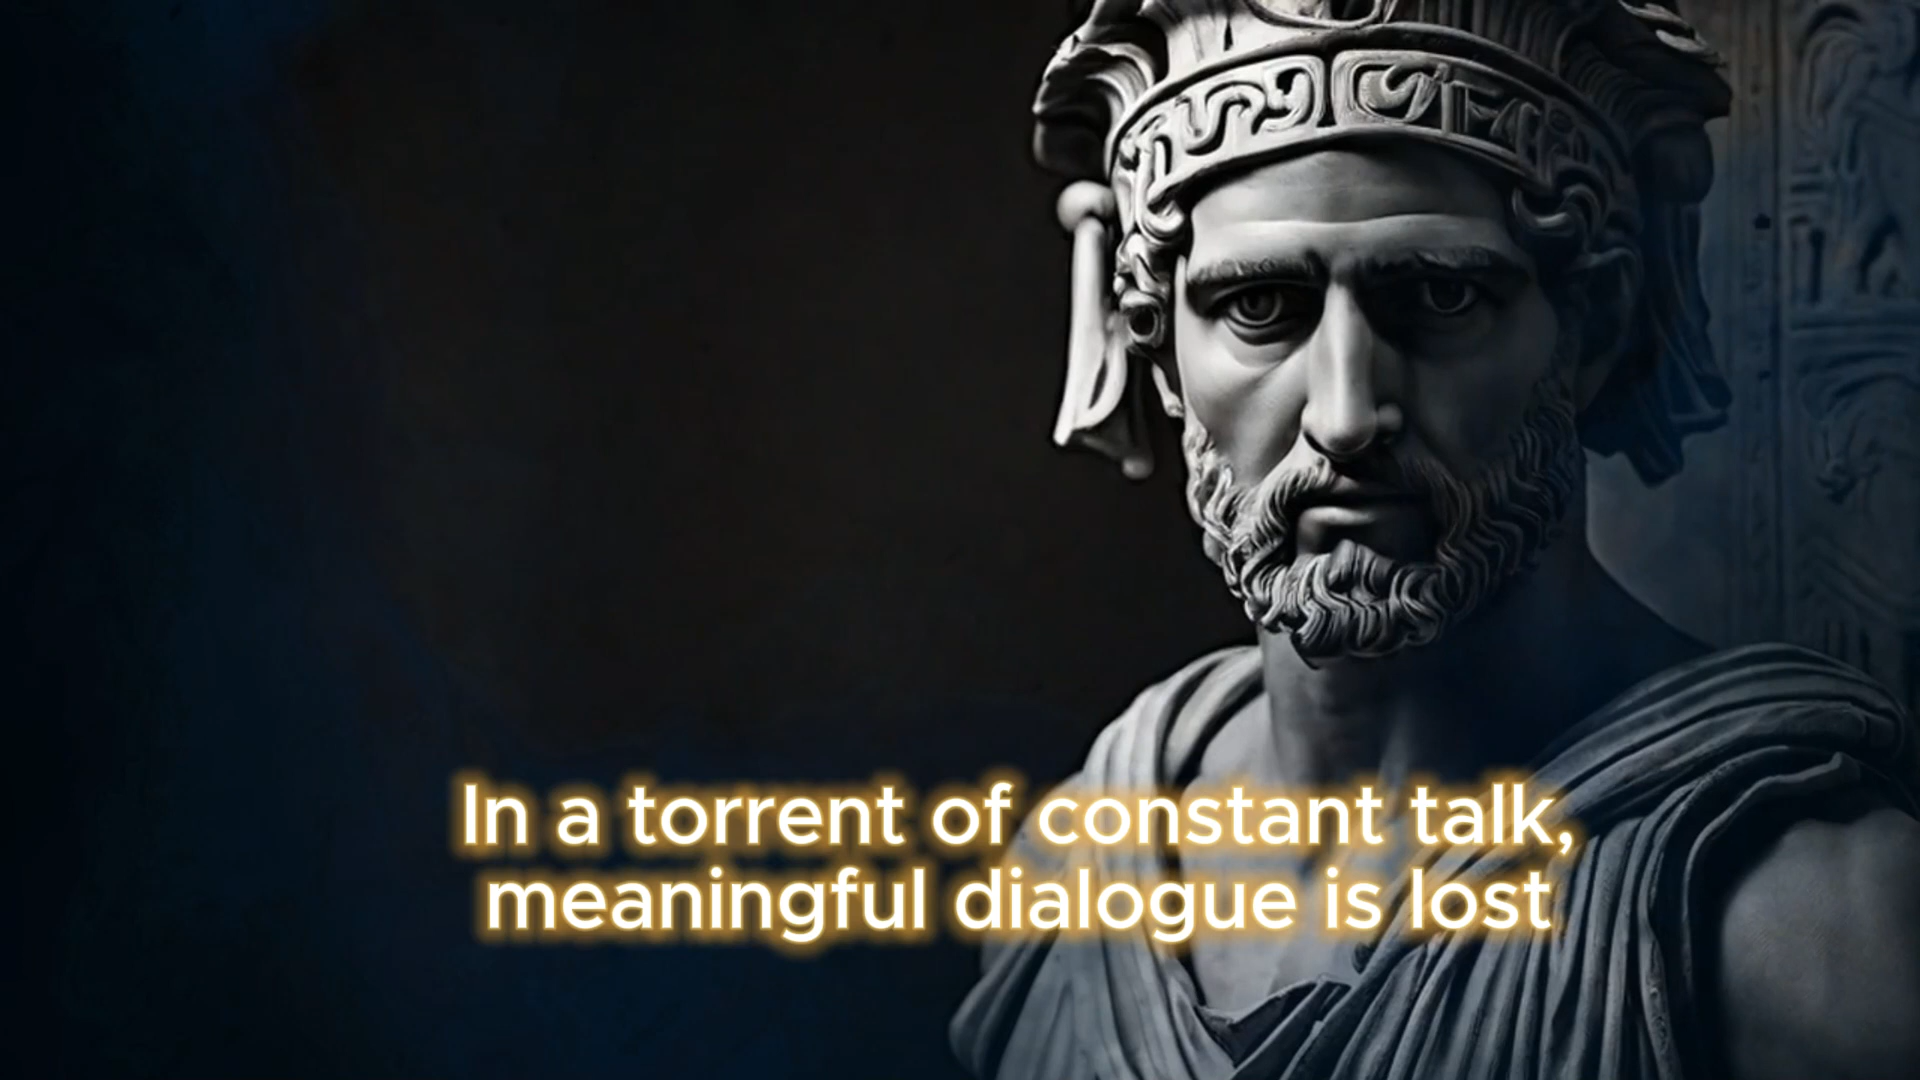 In a torrent of constant talk,
meaningful dialogue is lost